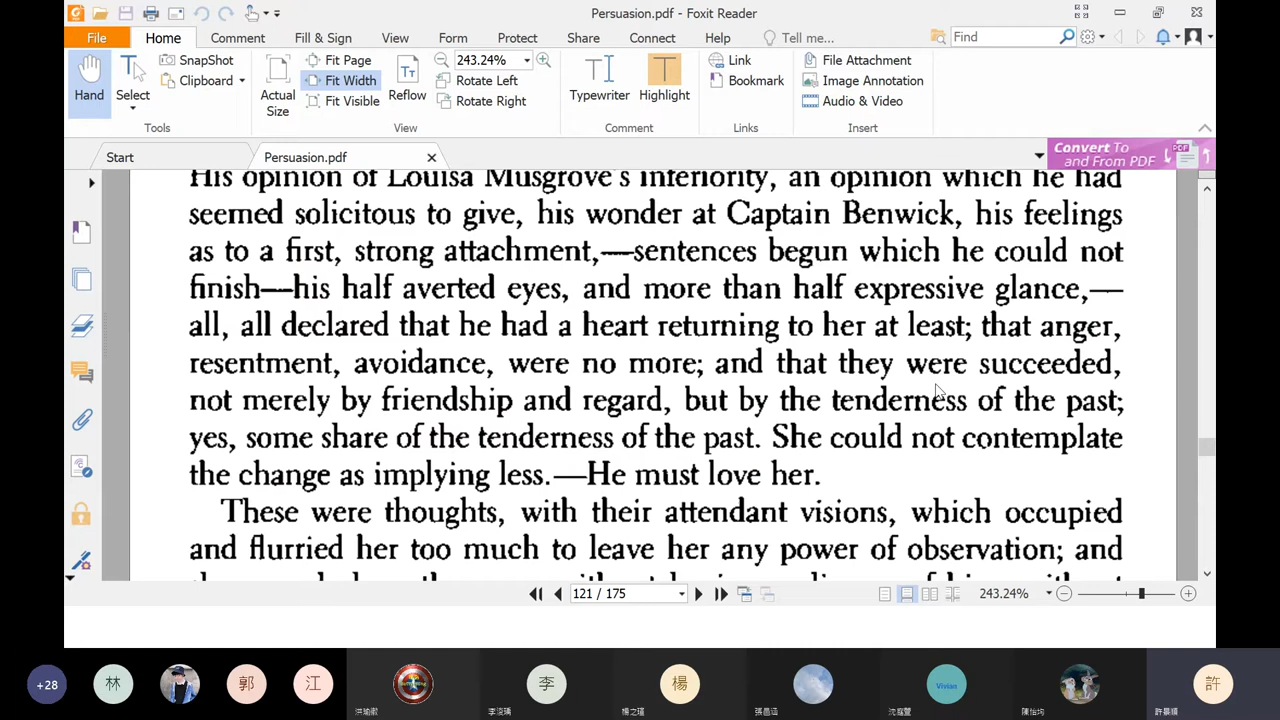 Persuasion.pdf - Foxit Reader
File Home Comment Fill & Sign View Form Protect Share Connect Help Tell me... Find
Hand Select SnapShot Clipboard
Actual Size Fit Page Fit Width Fit Visible Reflow 243.24% Rotate Left Rotate Right
Typewriter Highlight Link Bookmark File Attachment Image Annotation Audio & Video
Tools View Comment Links Insert
Start Persuasion.pdf Convert To and From PDF PDF
His opinion of Louisa Musgrove's inferiority, an opinion which he had
seemed solicitous to give, his wonder at Captain Benwick, his feelings
as to a first, strong attachment,—sentences begun which he could not
finish—his half averted eyes, and more than half expressive glance,—
all, all declared that he had a heart returning to her at least; that anger,
resentment, avoidance, were no more; and that they were succeeded,
not merely by friendship and regard, but by the tenderness of the past;
yes, some share of the tenderness of the past. She could not contemplate
the change as implying less.—He must love her.
These were thoughts, with their attendant visions, which occupied
and flurried her too much to leave her any power of observation; and
121 / 175 243.24%
+28 林 郭 江 李 楊 Vivian 許
楊之瑄